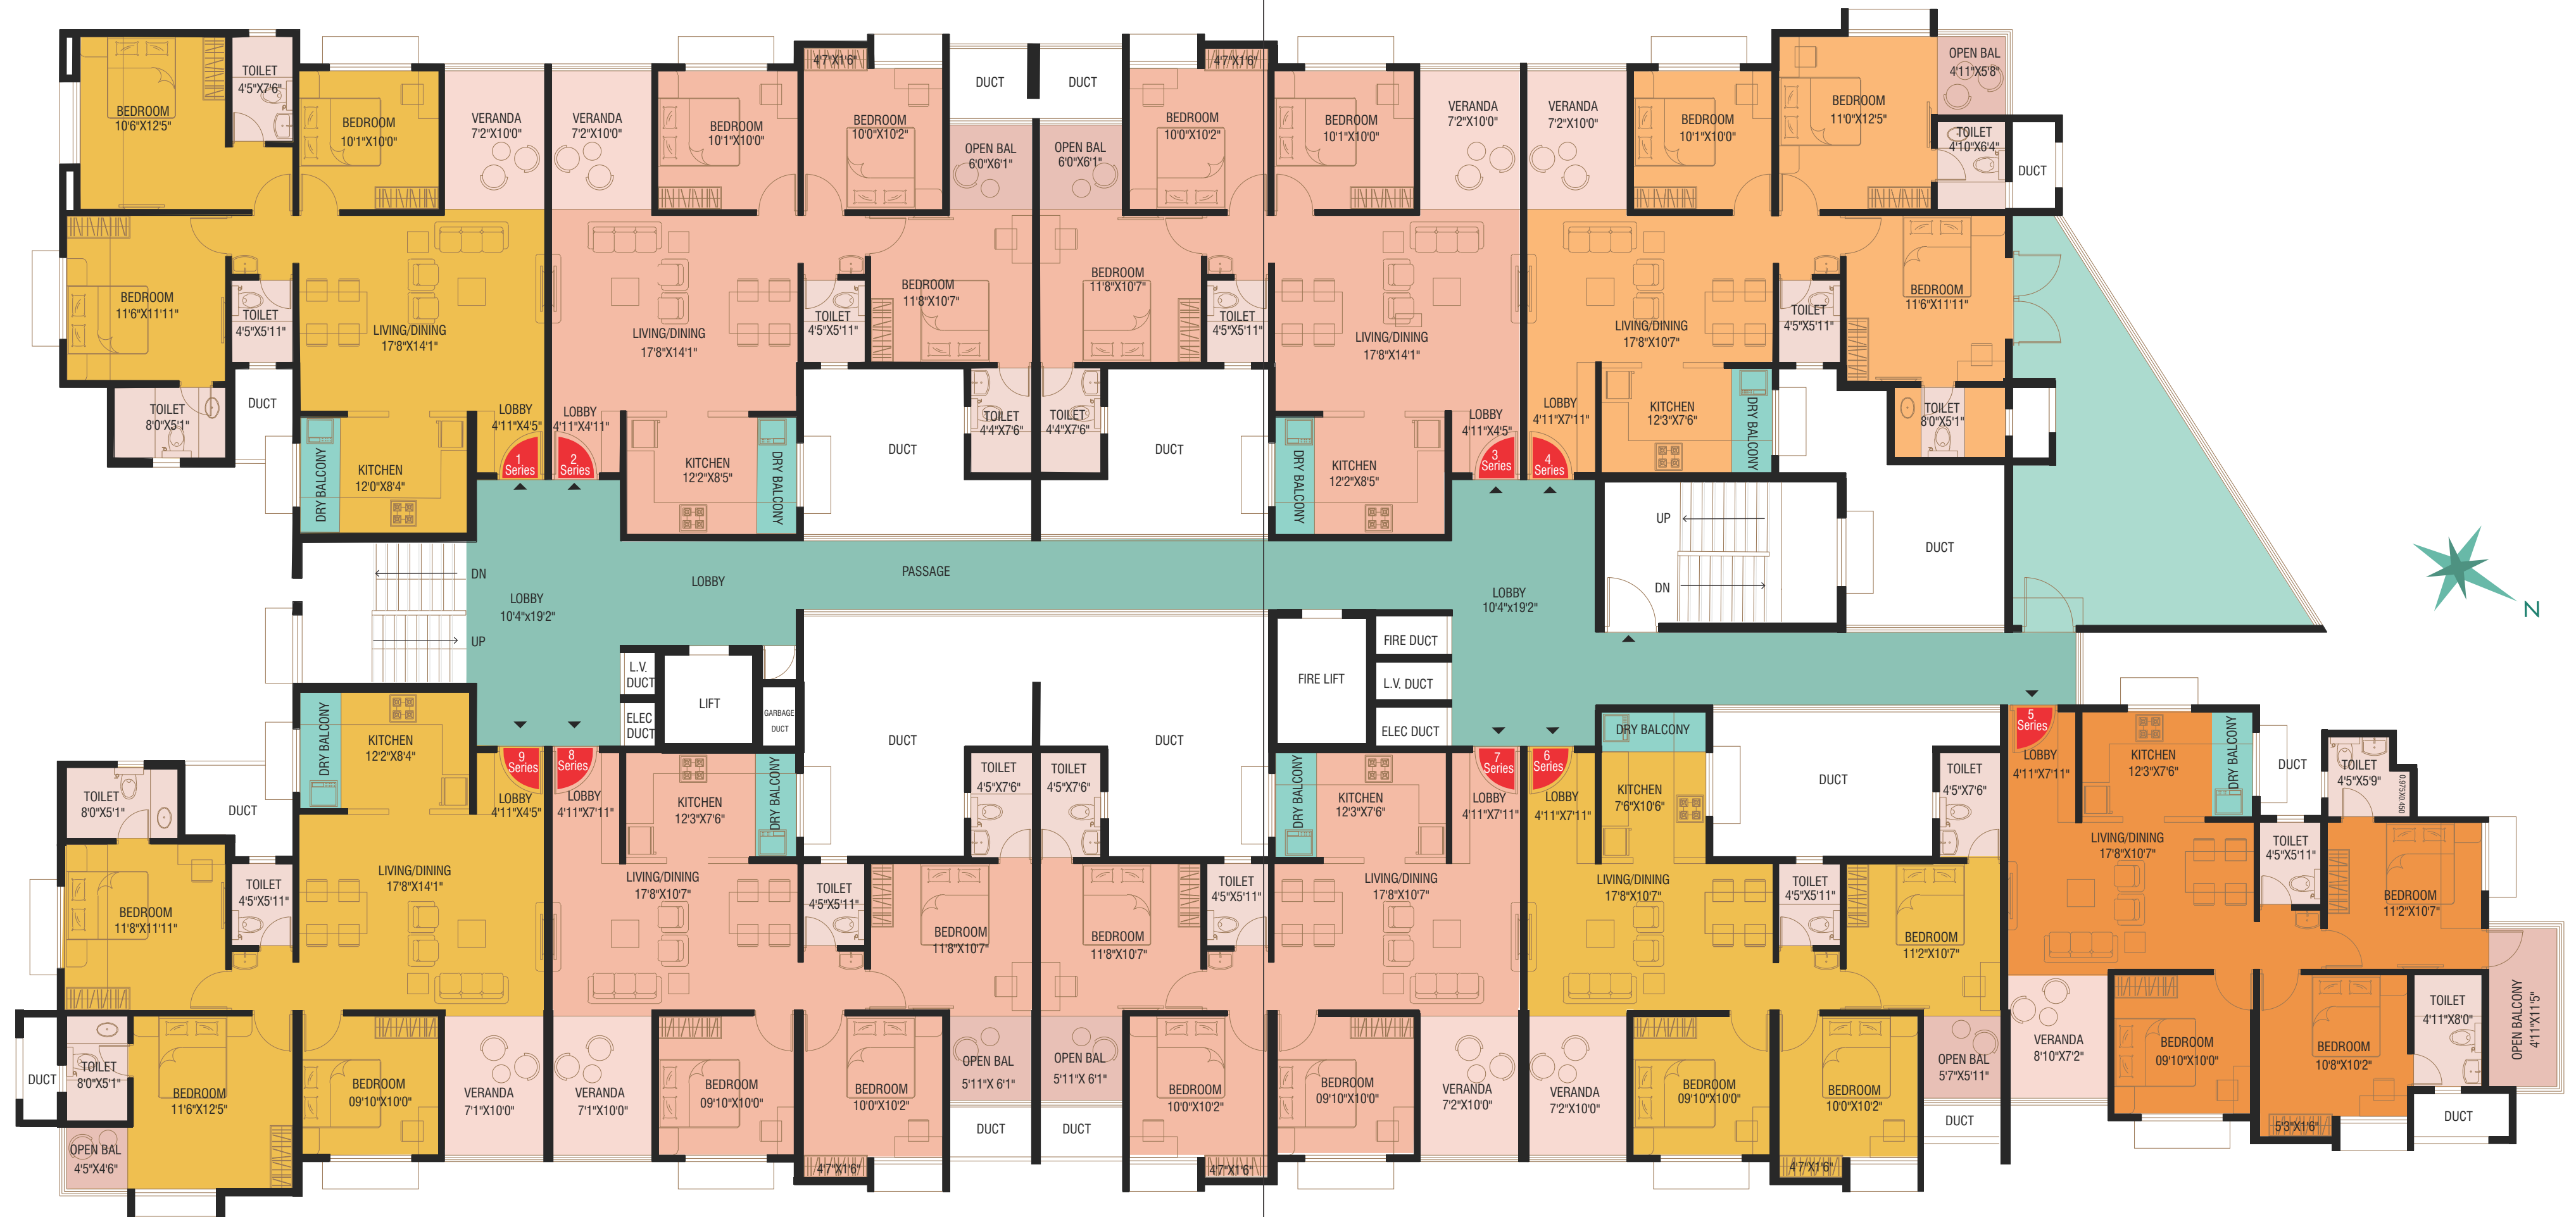 BEDROOM
10'6"X12'5"
TOILET
4'5"X7'6"
BEDROOM
10'1"X10'0"
VERANDA
7'2"X10'0"
BEDROOM
11'6"X11'11"
TOILET
4'5"X5'11"
LIVING/DINING
17'8"X14'1"
TOILET
8'0"X5'1"
DUCT
DRY BALCONY
KITCHEN
12'0"X8'4"
LOBBY
4'11"X4'5"
1
Series
VERANDA
7'2"X10'0"
BEDROOM
10'1"X10'0"
4'7"X1'6"
BEDROOM
10'0"X10'2"
DUCT
OPEN BAL
6'0"X6'1"
LIVING/DINING
17'8"X14'1"
TOILET
4'5"X5'11"
BEDROOM
11'8"X10'7"
LOBBY
4'11"X4'11"
2
Series
KITCHEN
12'2"X8'5"
DRY BALCONY
DUCT
TOILET
4'4"X7'6"
DUCT
OPEN BAL
6'0"X6'1"
4'7"X1'6"
BEDROOM
10'0"X10'2"
BEDROOM
10'1"X10'0"
VERANDA
7'2"X10'0"
BEDROOM
11'8"X10'7"
TOILET
4'5"X5'11"
LIVING/DINING
17'8"X14'1"
TOILET
4'4"X7'6"
DUCT
DRY BALCONY
KITCHEN
12'2"X8'5"
LOBBY
4'11"X4'5"
3
Series
VERANDA
7'2"X10'0"
BEDROOM
10'1"X10'0"
BEDROOM
11'0"X12'5"
OPEN BAL
4'11"X5'8"
TOILET
4'10"X6'4"
DUCT
LIVING/DINING
17'8"X10'7"
TOILET
4'5"X5'11"
BEDROOM
11'6"X11'11"
LOBBY
4'11"X7'11"
4
Series
KITCHEN
12'3"X7'6"
DRY BALCONY
TOILET
8'0"X5'1"
DN
UP
LOBBY
10'4"x19'2"
LOBBY
PASSAGE
LOBBY
10'4"x19'2"
UP
DN
DUCT
N
L.V.
DUCT
ELEC
DUCT
LIFT
GARBAGE
DUCT
DUCT
DUCT
FIRE LIFT
FIRE DUCT
L.V. DUCT
ELEC DUCT
DRY BALCONY
KITCHEN
12'2"X8'4"
9
Series
LOBBY
4'11"X4'5"
TOILET
8'0"X5'1"
DUCT
BEDROOM
11'8"X11'11"
TOILET
4'5"X5'11"
LIVING/DINING
17'8"X14'1"
DUCT
TOILET
8'0"X5'1"
OPEN BAL
4'5"X4'6"
BEDROOM
11'6"X12'5"
BEDROOM
09'10"X10'0"
VERANDA
7'1"X10'0"
8
Series
LOBBY
4'11"X7'11"
KITCHEN
12'3"X7'6"
DRY BALCONY
TOILET
4'5"X7'6"
LIVING/DINING
17'8"X10'7"
TOILET
4'5"X5'11"
BEDROOM
11'8"X10'7"
VERANDA
7'1"X10'0"
BEDROOM
09'10"X10'0"
BEDROOM
10'0"X10'2"
4'7"X1'6"
OPEN BAL
5'11"X 6'1"
DUCT
TOILET
4'5"X7'6"
DRY BALCONY
KITCHEN
12'3"X7'6"
7
Series
LOBBY
4'11"X7'11"
BEDROOM
11'8"X10'7"
TOILET
4'5"X5'11"
LIVING/DINING
17'8"X10'7"
OPEN BAL
5'11"X 6'1"
DUCT
BEDROOM
10'0"X10'2"
4'7"X1'6"
BEDROOM
09'10"X10'0"
VERANDA
7'2"X10'0"
6
Series
LOBBY
4'11"X7'11"
DRY BALCONY
KITCHEN
7'6"X10'6"
DUCT
TOILET
4'5"X7'6"
LIVING/DINING
17'8"X10'7"
TOILET
4'5"X5'11"
BEDROOM
11'2"X10'7"
VERANDA
7'2"X10'0"
BEDROOM
09'10"X10'0"
BEDROOM
10'0"X10'2"
4'7"X1'6"
OPEN BAL
5'7"X5'11"
DUCT
5
Series
LOBBY
4'11"X7'11"
KITCHEN
12'3"X7'6"
DRY BALCONY
DUCT
TOILET
4'5"X5'9"
0.975X0.450
LIVING/DINING
17'8"X10'7"
TOILET
4'5"X5'11"
BEDROOM
11'2"X10'7"
VERANDA
8'10"X7'2"
BEDROOM
09'10"X10'0"
BEDROOM
10'8"X10'2"
5'3"X1'6"
TOILET
4'11"X8'0"
DUCT
OPEN BALCONY
4'11"X11'5"